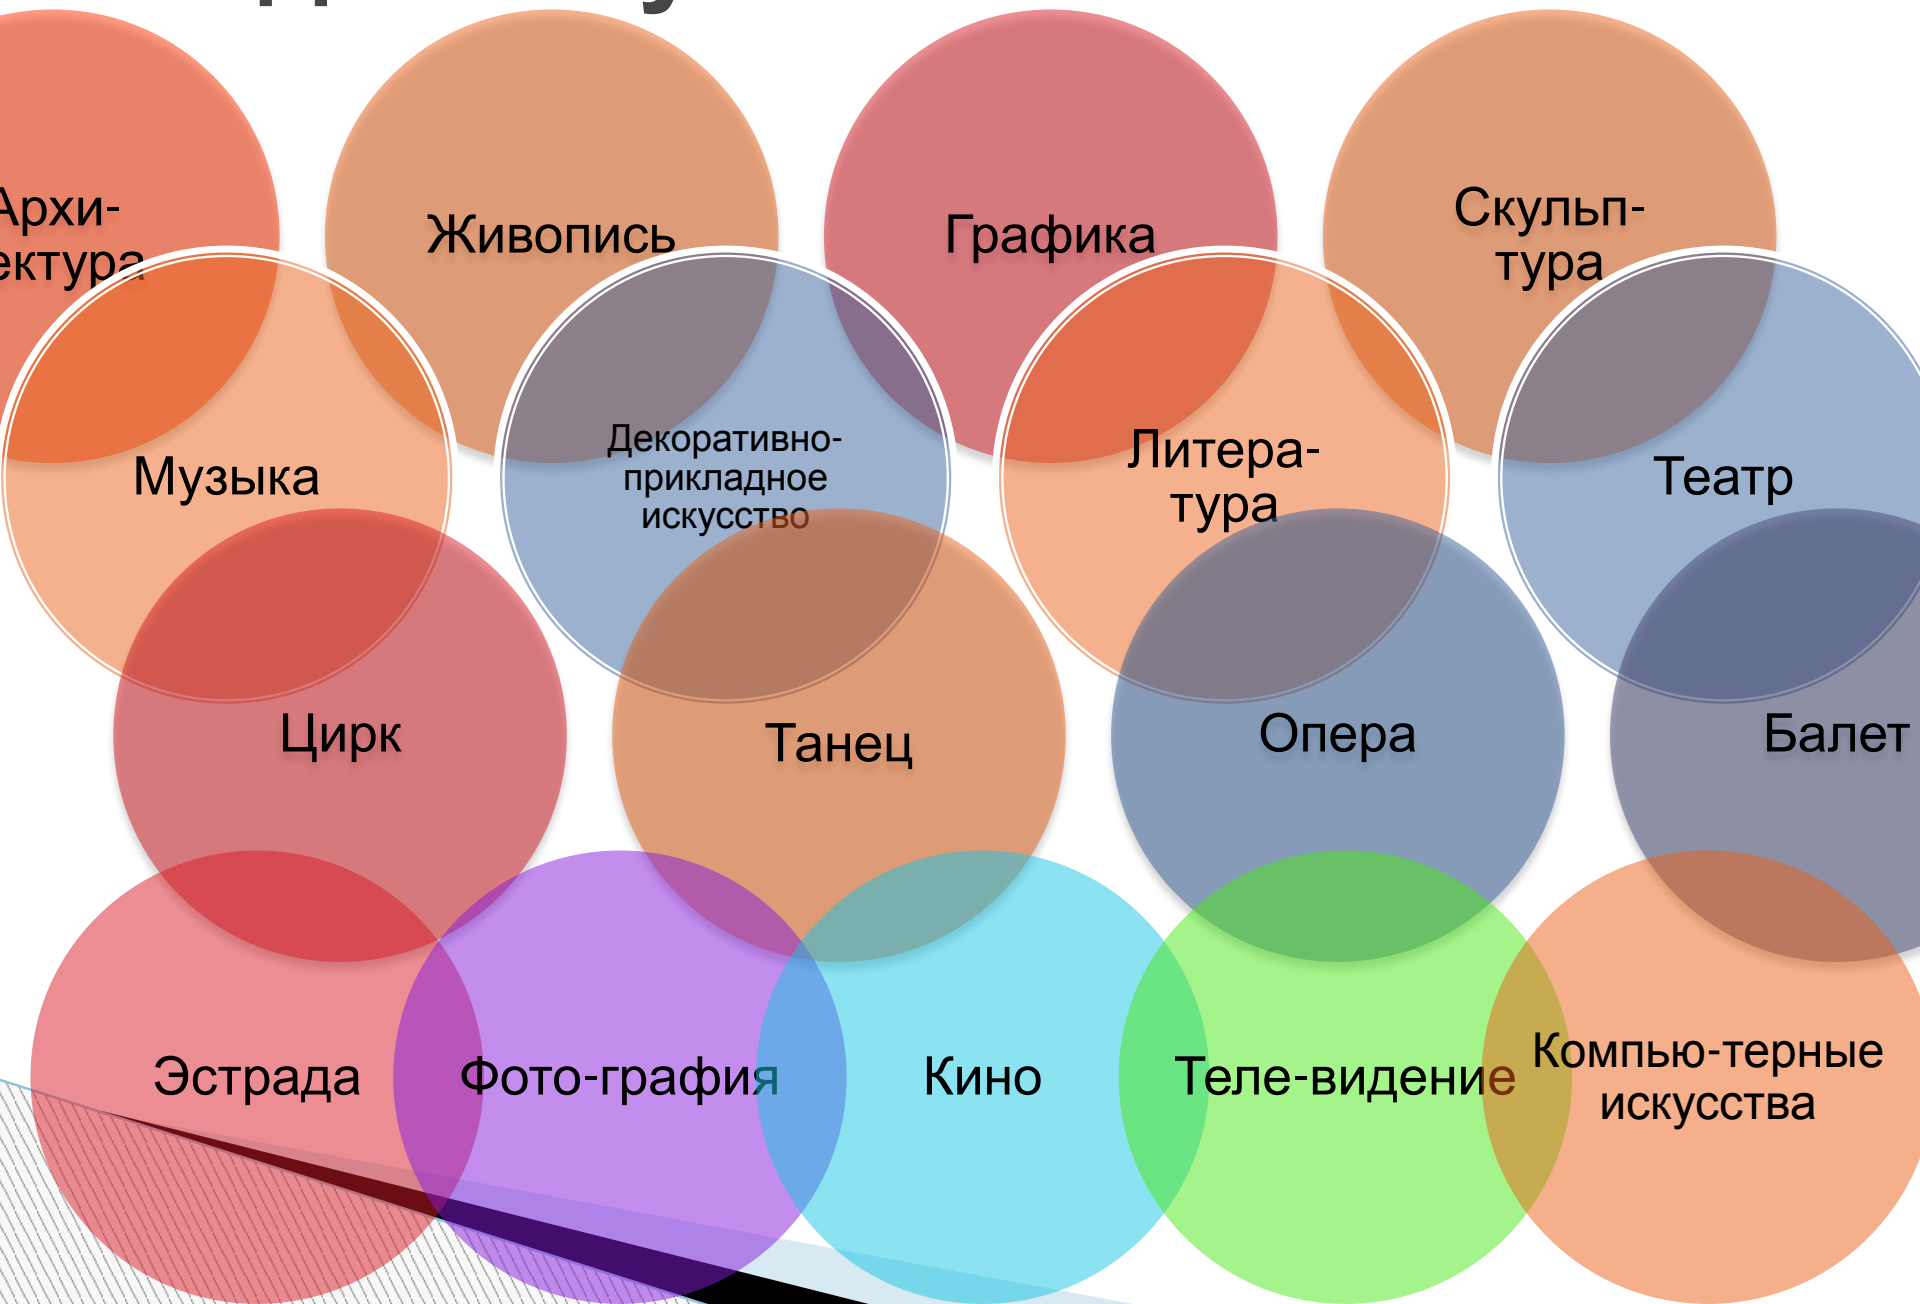 Архи-
ектура
Живопись
Графика
Скульп-
тура
Музыка
Декоративно-
прикладное
искусство
Литера-
тура
Театр
Цирк
Танец
Опера
Балет
Эстрада
Фото-графия
Кино
Теле-видение
Компью-терные
искусства